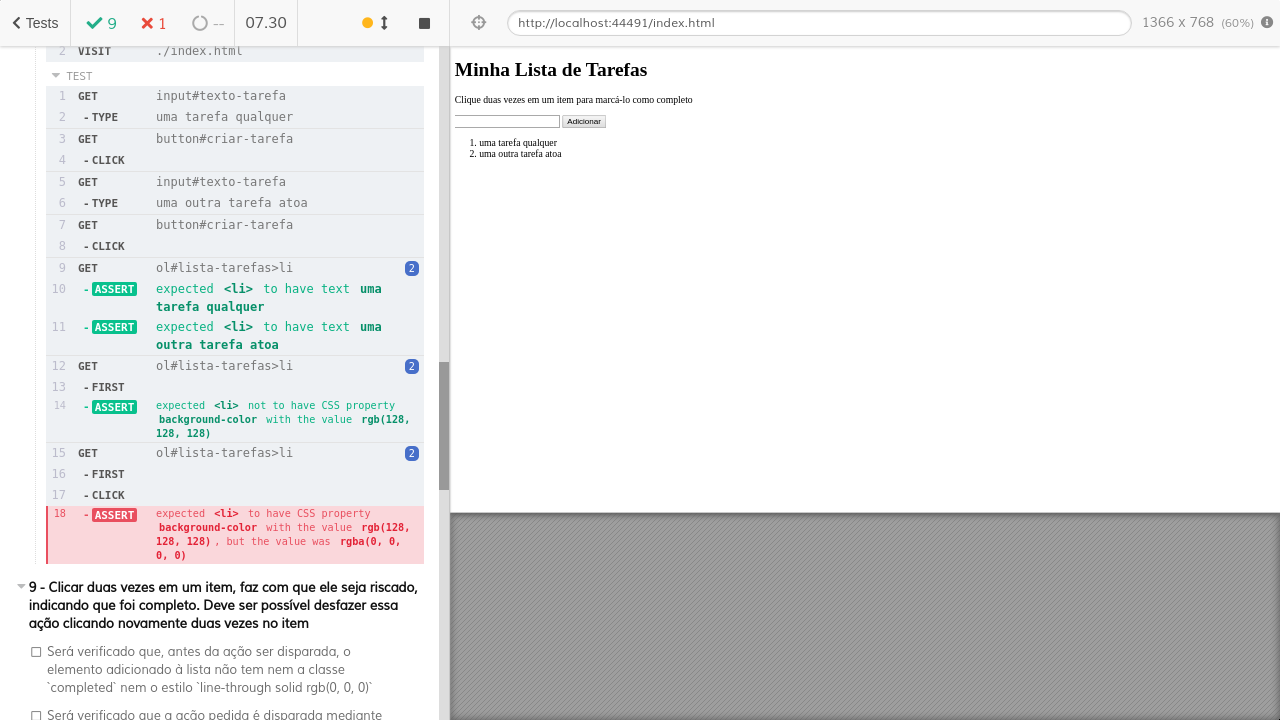 Tests 9 1 -- 07.30 http://localhost:44491/index.html 1366 x 768 (60%)
2 VISIT ./index.html
TEST
1 GET input#texto-tarefa
2 -TYPE uma tarefa qualquer
3 GET button#criar-tarefa
4 -CLICK
5 GET input#texto-tarefa
6 -TYPE uma outra tarefa atoa
7 GET button#criar-tarefa
8 -CLICK
9 GET ol#lista-tarefas>li 2
10 -ASSERT expected <li> to have text uma
tarefa qualquer
11 -ASSERT expected <li> to have text uma
outra tarefa atoa
12 GET ol#lista-tarefas>li 2
13 -FIRST
14 -ASSERT expected <li> not to have CSS property
background-color with the value rgb(128,
128, 128)
15 GET ol#lista-tarefas>li 2
16 -FIRST
17 -CLICK
18 -ASSERT expected <li> to have CSS property
background-color with the value rgb(128,
128, 128) , but the value was rgba(0, 0,
0, 0)
9 - Clicar duas vezes em um item, faz com que ele seja riscado,
indicando que foi completo. Deve ser possível desfazer essa
ação clicando novamente duas vezes no item
Será verificado que, antes da ação ser disparada, o
elemento adicionado à lista não tem nem a classe
`completed` nem o estilo `line-through solid rgb(0, 0, 0)`
Será verificado que a ação pedida é disparada mediante
Minha Lista de Tarefas
Clique duas vezes em um item para marcá-lo como completo
Adicionar
1. uma tarefa qualquer
2. uma outra tarefa atoa